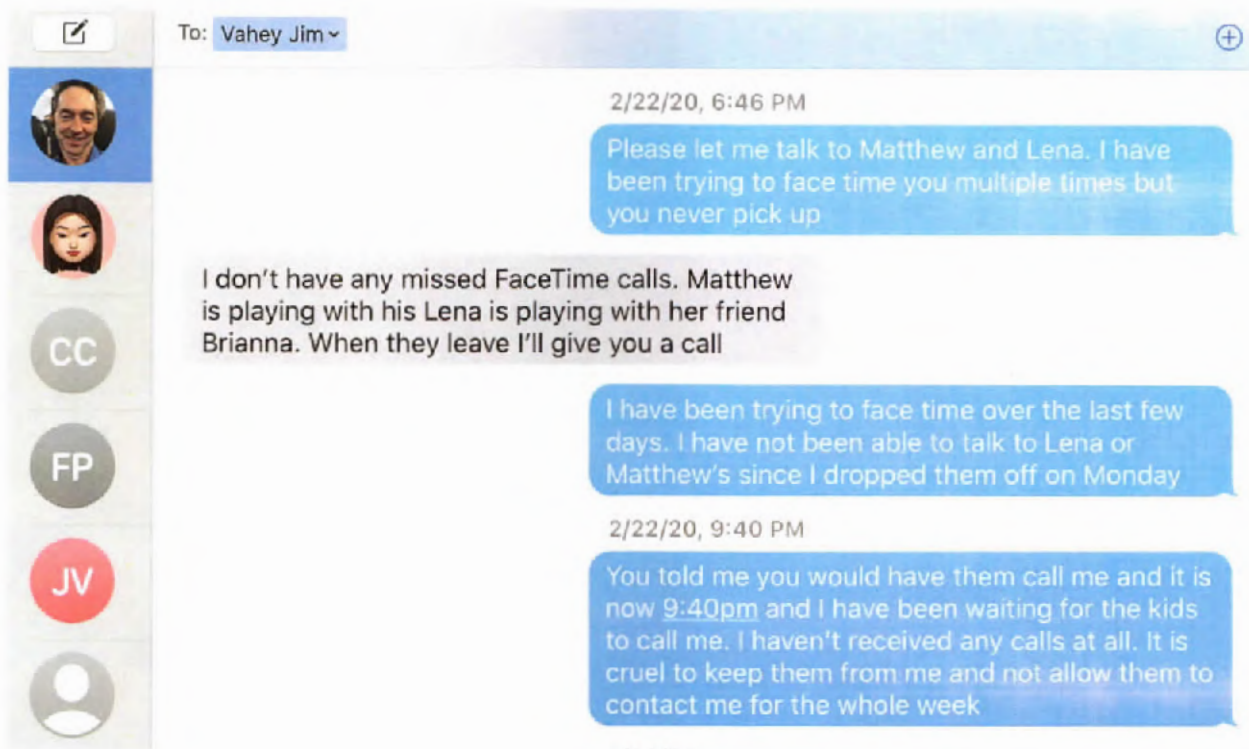 To: Vahey Jim
2/22/20, 6:46 PM
Please let me talk to Matthew and Lena. I have
been trying to face time you multiple times but
you never pick up
I don't have any missed FaceTime calls. Matthew
is playing with his Lena is playing with her friend
Brianna. When they leave I'll give you a call
CC
I have been trying to face time over the last few
days. I have not been able to talk to Lena or
Matthew's since I dropped them off on Monday
FP
2/22/20, 9:40 PM
JV
You told me you would have them call me and it is
now 9:40pm and I have been waiting for the kids
to call me. I haven't received any calls at all. It is
cruel to keep them from me and not allow them to
contact me for the whole week